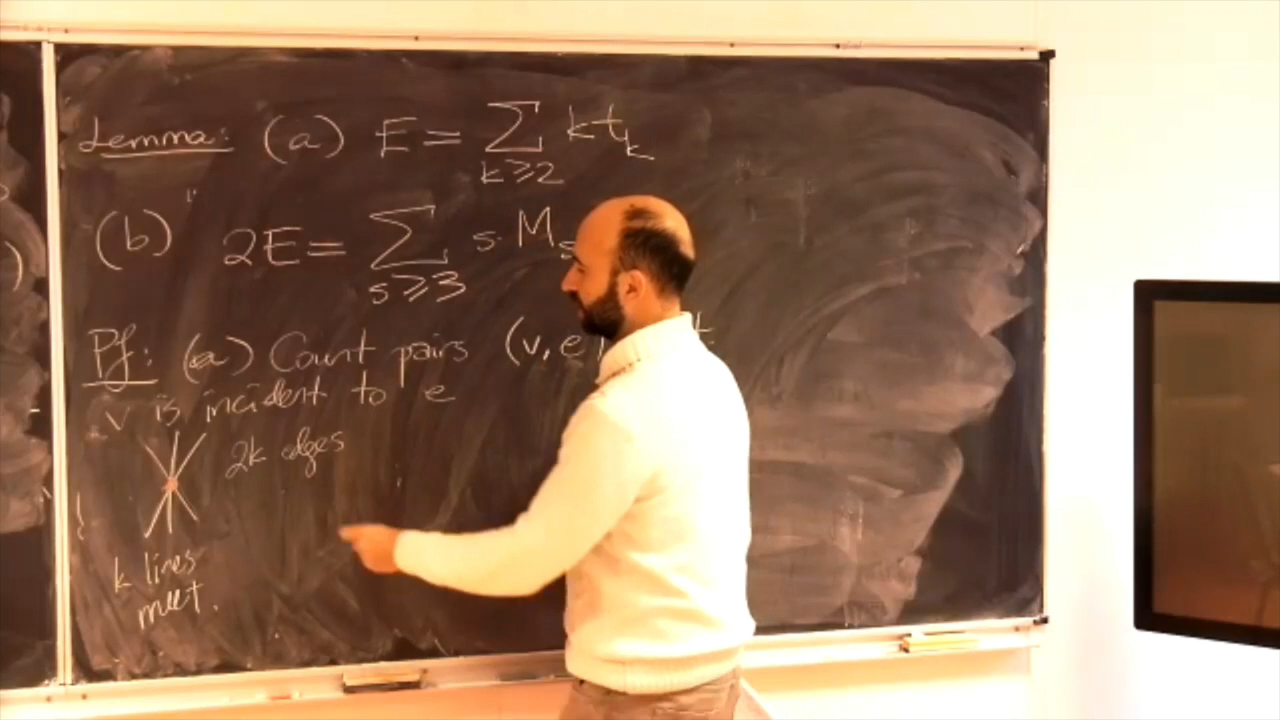 Lemma: (a) E = ∑ k t_k
k⩾2
(b) 2E = ∑ s. M_s
s⩾3
Pf: (a) Count pairs (v, e
v is incident to e
2k edges
k lines
meet.